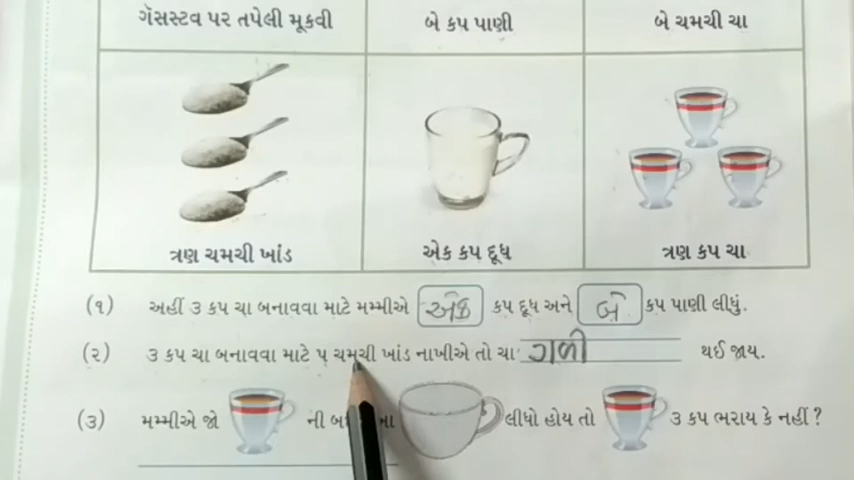 ગૅસસ્ટવ પર તપેલી મૂકવી બે કપ પાણી બે ચમચી ચા
ત્રણ ચમચી ખાંડ એક કપ દૂધ ત્રણ કપ ચા
(૧) અહીં ૩ કપ ચા બનાવવા માટે મમ્મીએ એક કપ દૂધ અને બે કપ પાણી લીધું.
(૨) ૩ કપ ચા બનાવવા માટે ૫ ચમચી ખાંડ નાખીએ તો ચા ગળી થઈ જાય.
(૩) મમ્મીએ જો ની લીધો હોય તો ૩ કપ ભરાય કે નહીં ?